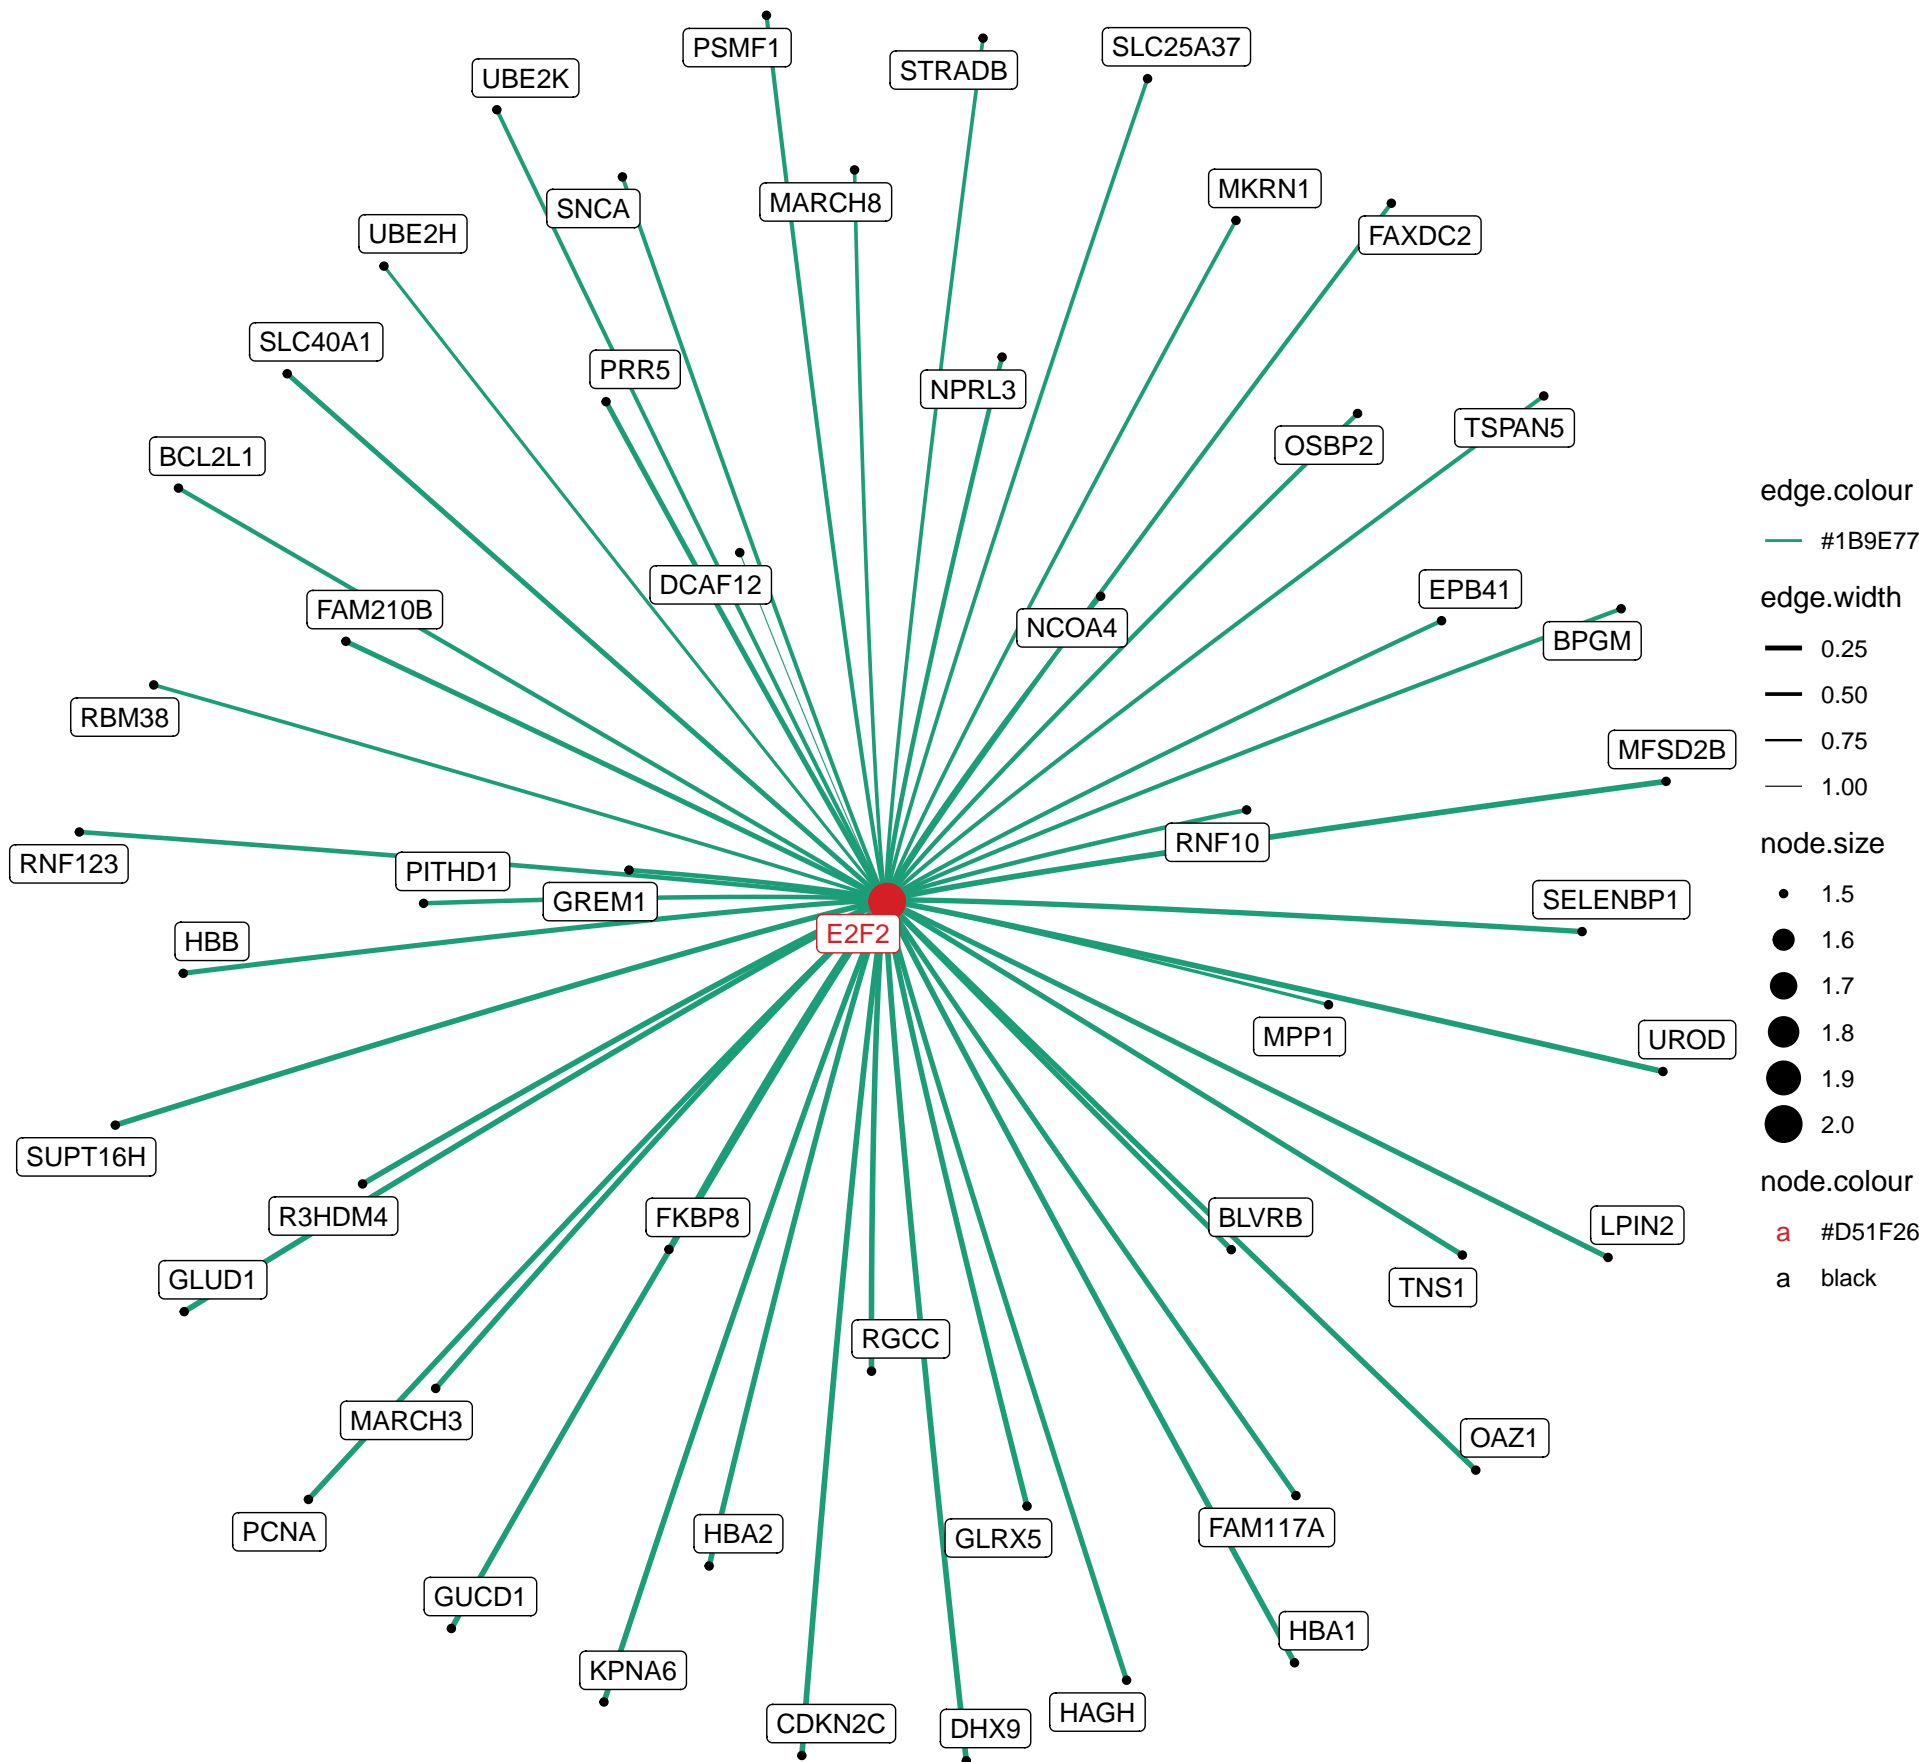 PSMF1
STRADB
SLC25A37
UBE2K
MKRN1
MARCH8
SNCA
UBE2H
FAXDC2
SLC40A1
PRR5
NPRL3
TSPAN5
OSBP2
BCL2L1
DCAF12
EPB41
FAM210B
NCOA4
BPGM
RBM38
MFSD2B
RNF10
RNF123
PITHD1
GREM1
SELENBP1
E2F2
HBB
MPP1
UROD
SUPT16H
R3HDM4
FKBP8
BLVRB
LPIN2
GLUD1
TNS1
RGCC
MARCH3
OAZ1
PCNA
HBA2
GLRX5
FAM117A
GUCD1
HBA1
KPNA6
HAGH
CDKN2C
DHX9
edge.colour
#1B9E77
edge.width
0.25
0.50
0.75
1.00
node.size
1.5
1.6
1.7
1.8
1.9
2.0
node.colour
a #D51F26
a black